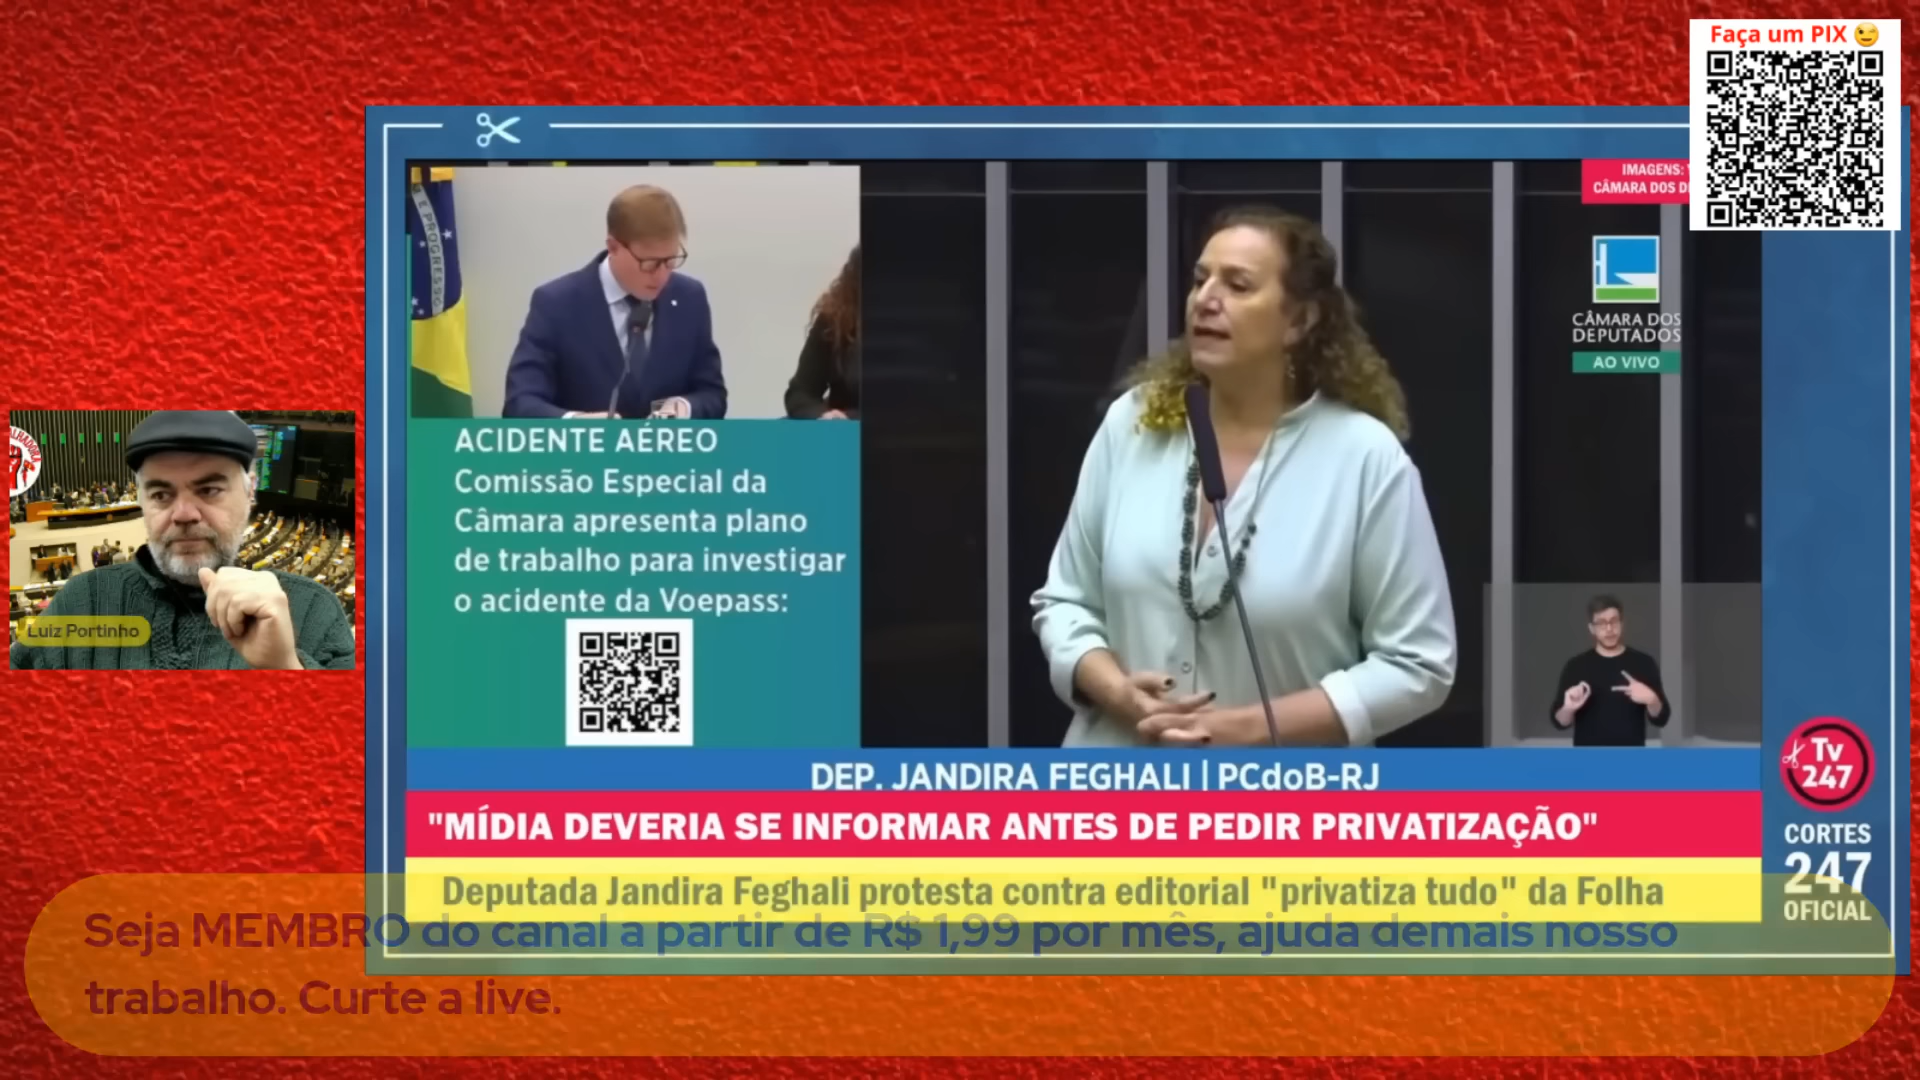 Faça um PIX
IMAGENS:
CÂMARA DOS
E PROGRESSO
CÂMARA DOS
DEPUTADOS
AO VIVO
ACIDENTE AÉREO
Comissão Especial da
Câmara apresenta plano
de trabalho para investigar
o acidente da Voepass:
Luiz Portinho
DEP. JANDIRA FEGHALI | PCdoB-RJ
"MÍDIA DEVERIA SE INFORMAR ANTES DE PEDIR PRIVATIZAÇÃO"
Deputada Jandira Feghali protesta contra editorial "privatiza tudo" da Folha
Tv
247
CORTES
247
OFICIAL
Seja MEMBRO do canal a partir de R$ 1,99 por mês, ajuda demais nosso
trabalho. Curte a live.